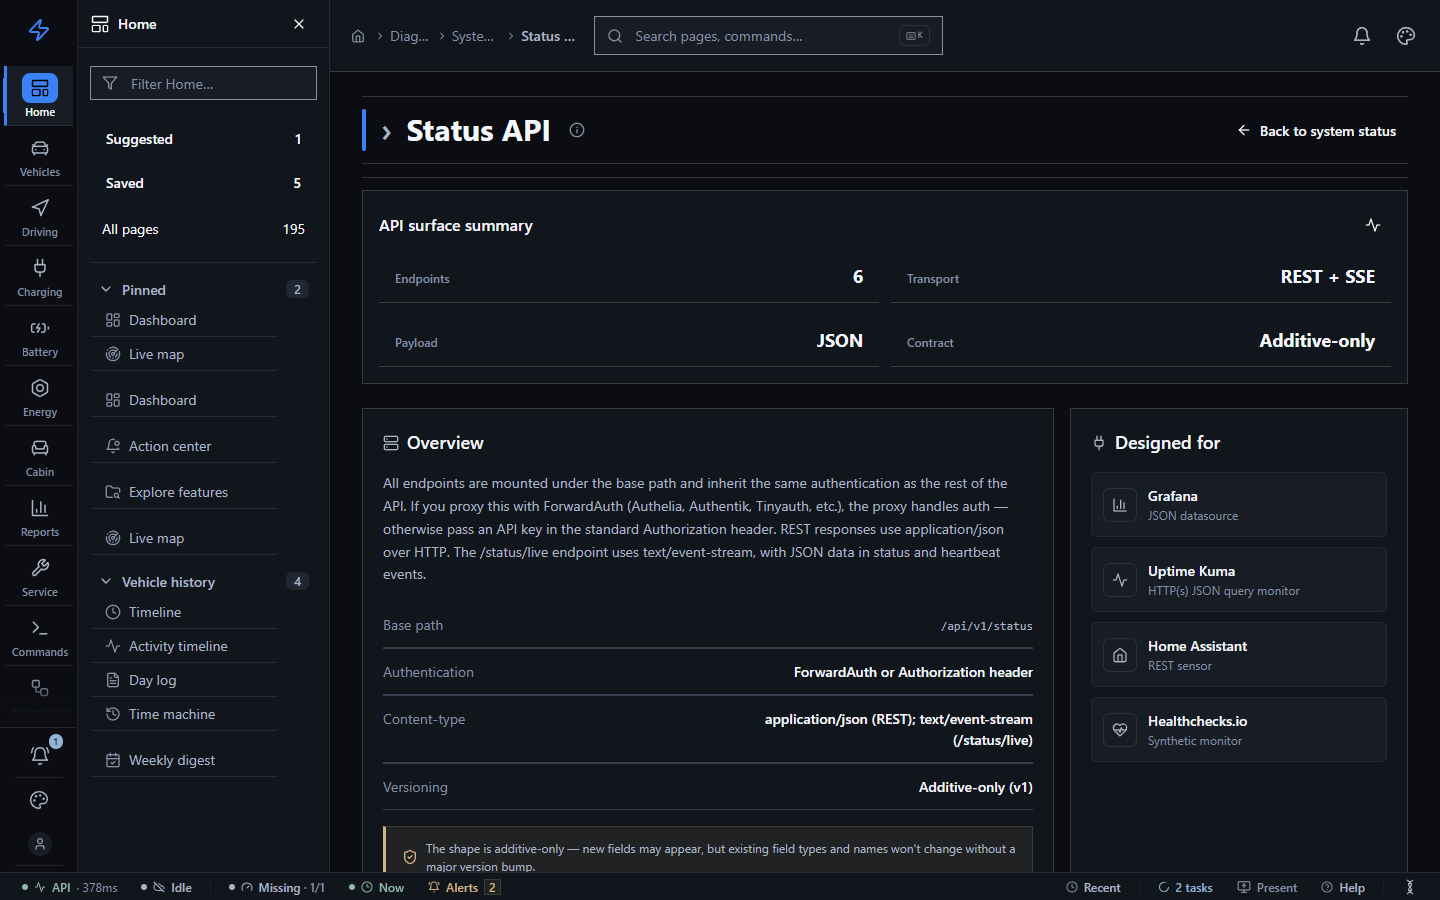 Home
Diag...
Syste...
Status ...
Search pages, commands...
K
Filter Home...
Home
Vehicles
Driving
Charging
Battery
Energy
Cabin
Reports
Service
Commands
1
Suggested 1
Saved 5
All pages 195
Pinned 2
Dashboard
Live map
Dashboard
Action center
Explore features
Live map
Vehicle history 4
Timeline
Activity timeline
Day log
Time machine
Weekly digest
Status API
Back to system status
API surface summary
Endpoints 6
Transport REST + SSE
Payload JSON
Contract Additive-only
Overview
All endpoints are mounted under the base path and inherit the same authentication as the rest of the
API. If you proxy this with ForwardAuth (Authelia, Authentik, Tinyauth, etc.), the proxy handles auth —
otherwise pass an API key in the standard Authorization header. REST responses use application/json
over HTTP. The /status/live endpoint uses text/event-stream, with JSON data in status and heartbeat
events.
Base path /api/v1/status
Authentication ForwardAuth or Authorization header
Content-type application/json (REST); text/event-stream
(/status/live)
Versioning Additive-only (v1)
The shape is additive-only — new fields may appear, but existing field types and names won't change without a
major version bump.
Designed for
Grafana
JSON datasource
Uptime Kuma
HTTP(s) JSON query monitor
Home Assistant
REST sensor
Healthchecks.io
Synthetic monitor
API · 378ms
Idle
Missing · 1/1
Now
Alerts 2
Recent
2 tasks
Present
Help